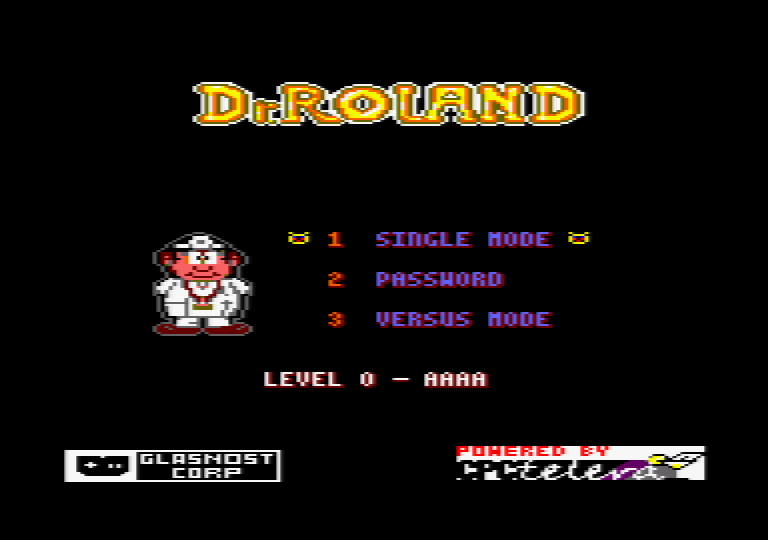 Dr.ROLAND
1 SINGLE MODE
2 PASSWORD
3 VERSUS MODE
LEVEL 0 - AAAA
GLASNOST
CORP
POWERED BY